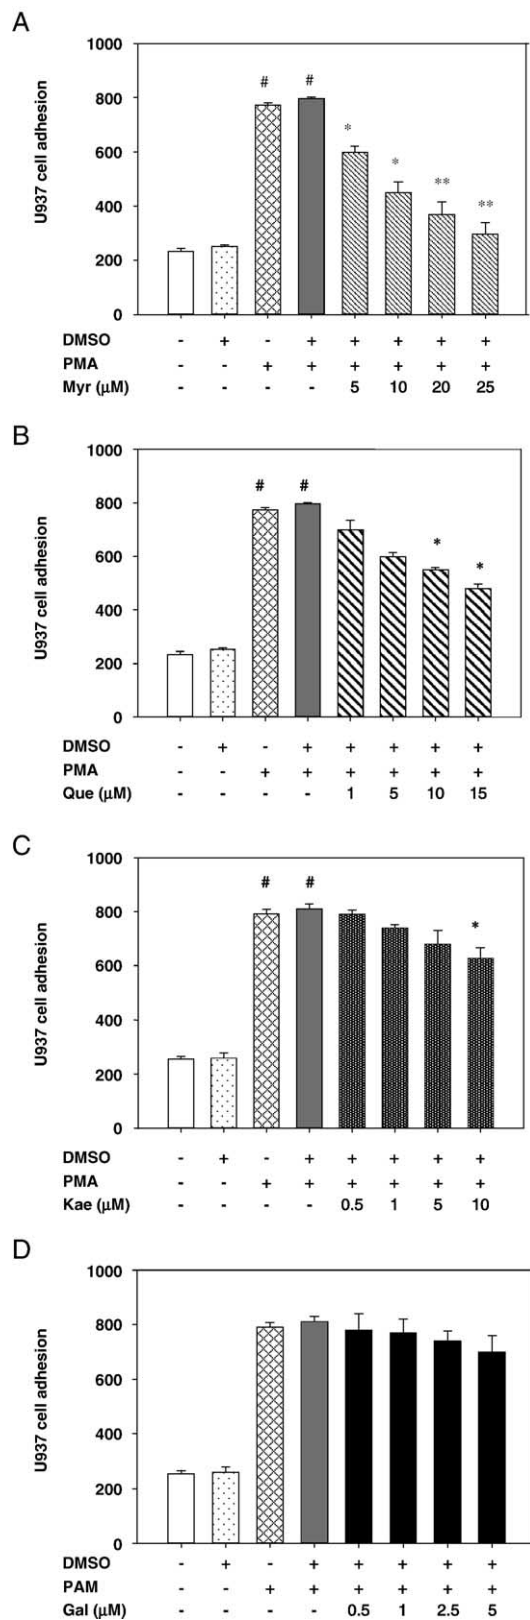 A
U937 cell adhesion
1000
800
600
400
200
0
# # * * ** **
DMSO - + - + + + + +
PMA - - + + + + + +
Myr (μM) - - - - 5 10 20 25
B
U937 cell adhesion
1000
800
600
400
200
0
# # * *
DMSO - + - + + + + +
PMA - - + + + + + +
Que (μM) - - - - 1 5 10 15
C
U937 cell adhesion
1000
800
600
400
200
0
# # *
DMSO - + - + + + + +
PMA - - + + + + + +
Kae (μM) - - - - 0.5 1 5 10
D
U937 cell adhesion
1000
800
600
400
200
0
DMSO - + - + + + + +
PAM - - + + + + + +
Gal (μM) - - - - 0.5 1 2.5 5